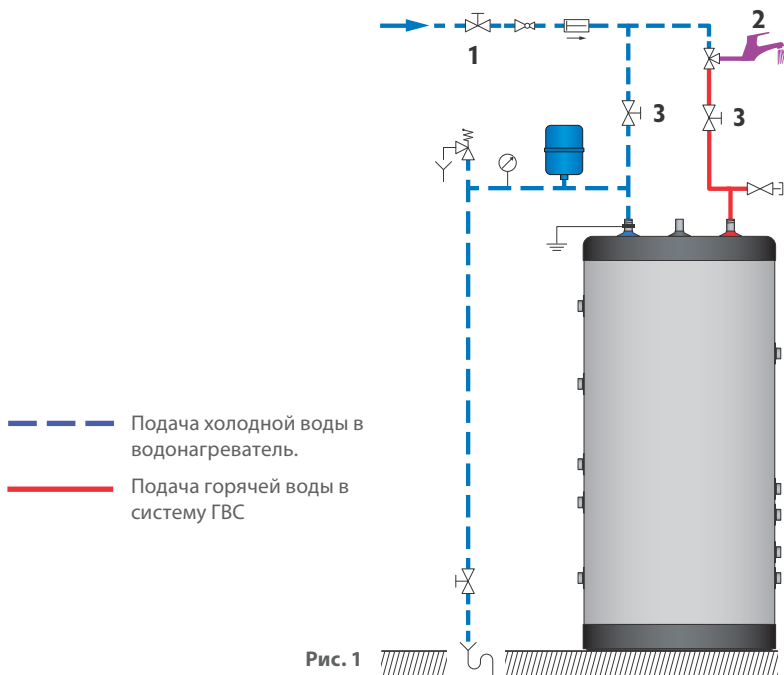 1
2
3
3
Подача холодной воды в
водонагреватель.
Подача горячей воды в
систему ГВС
Рис. 1